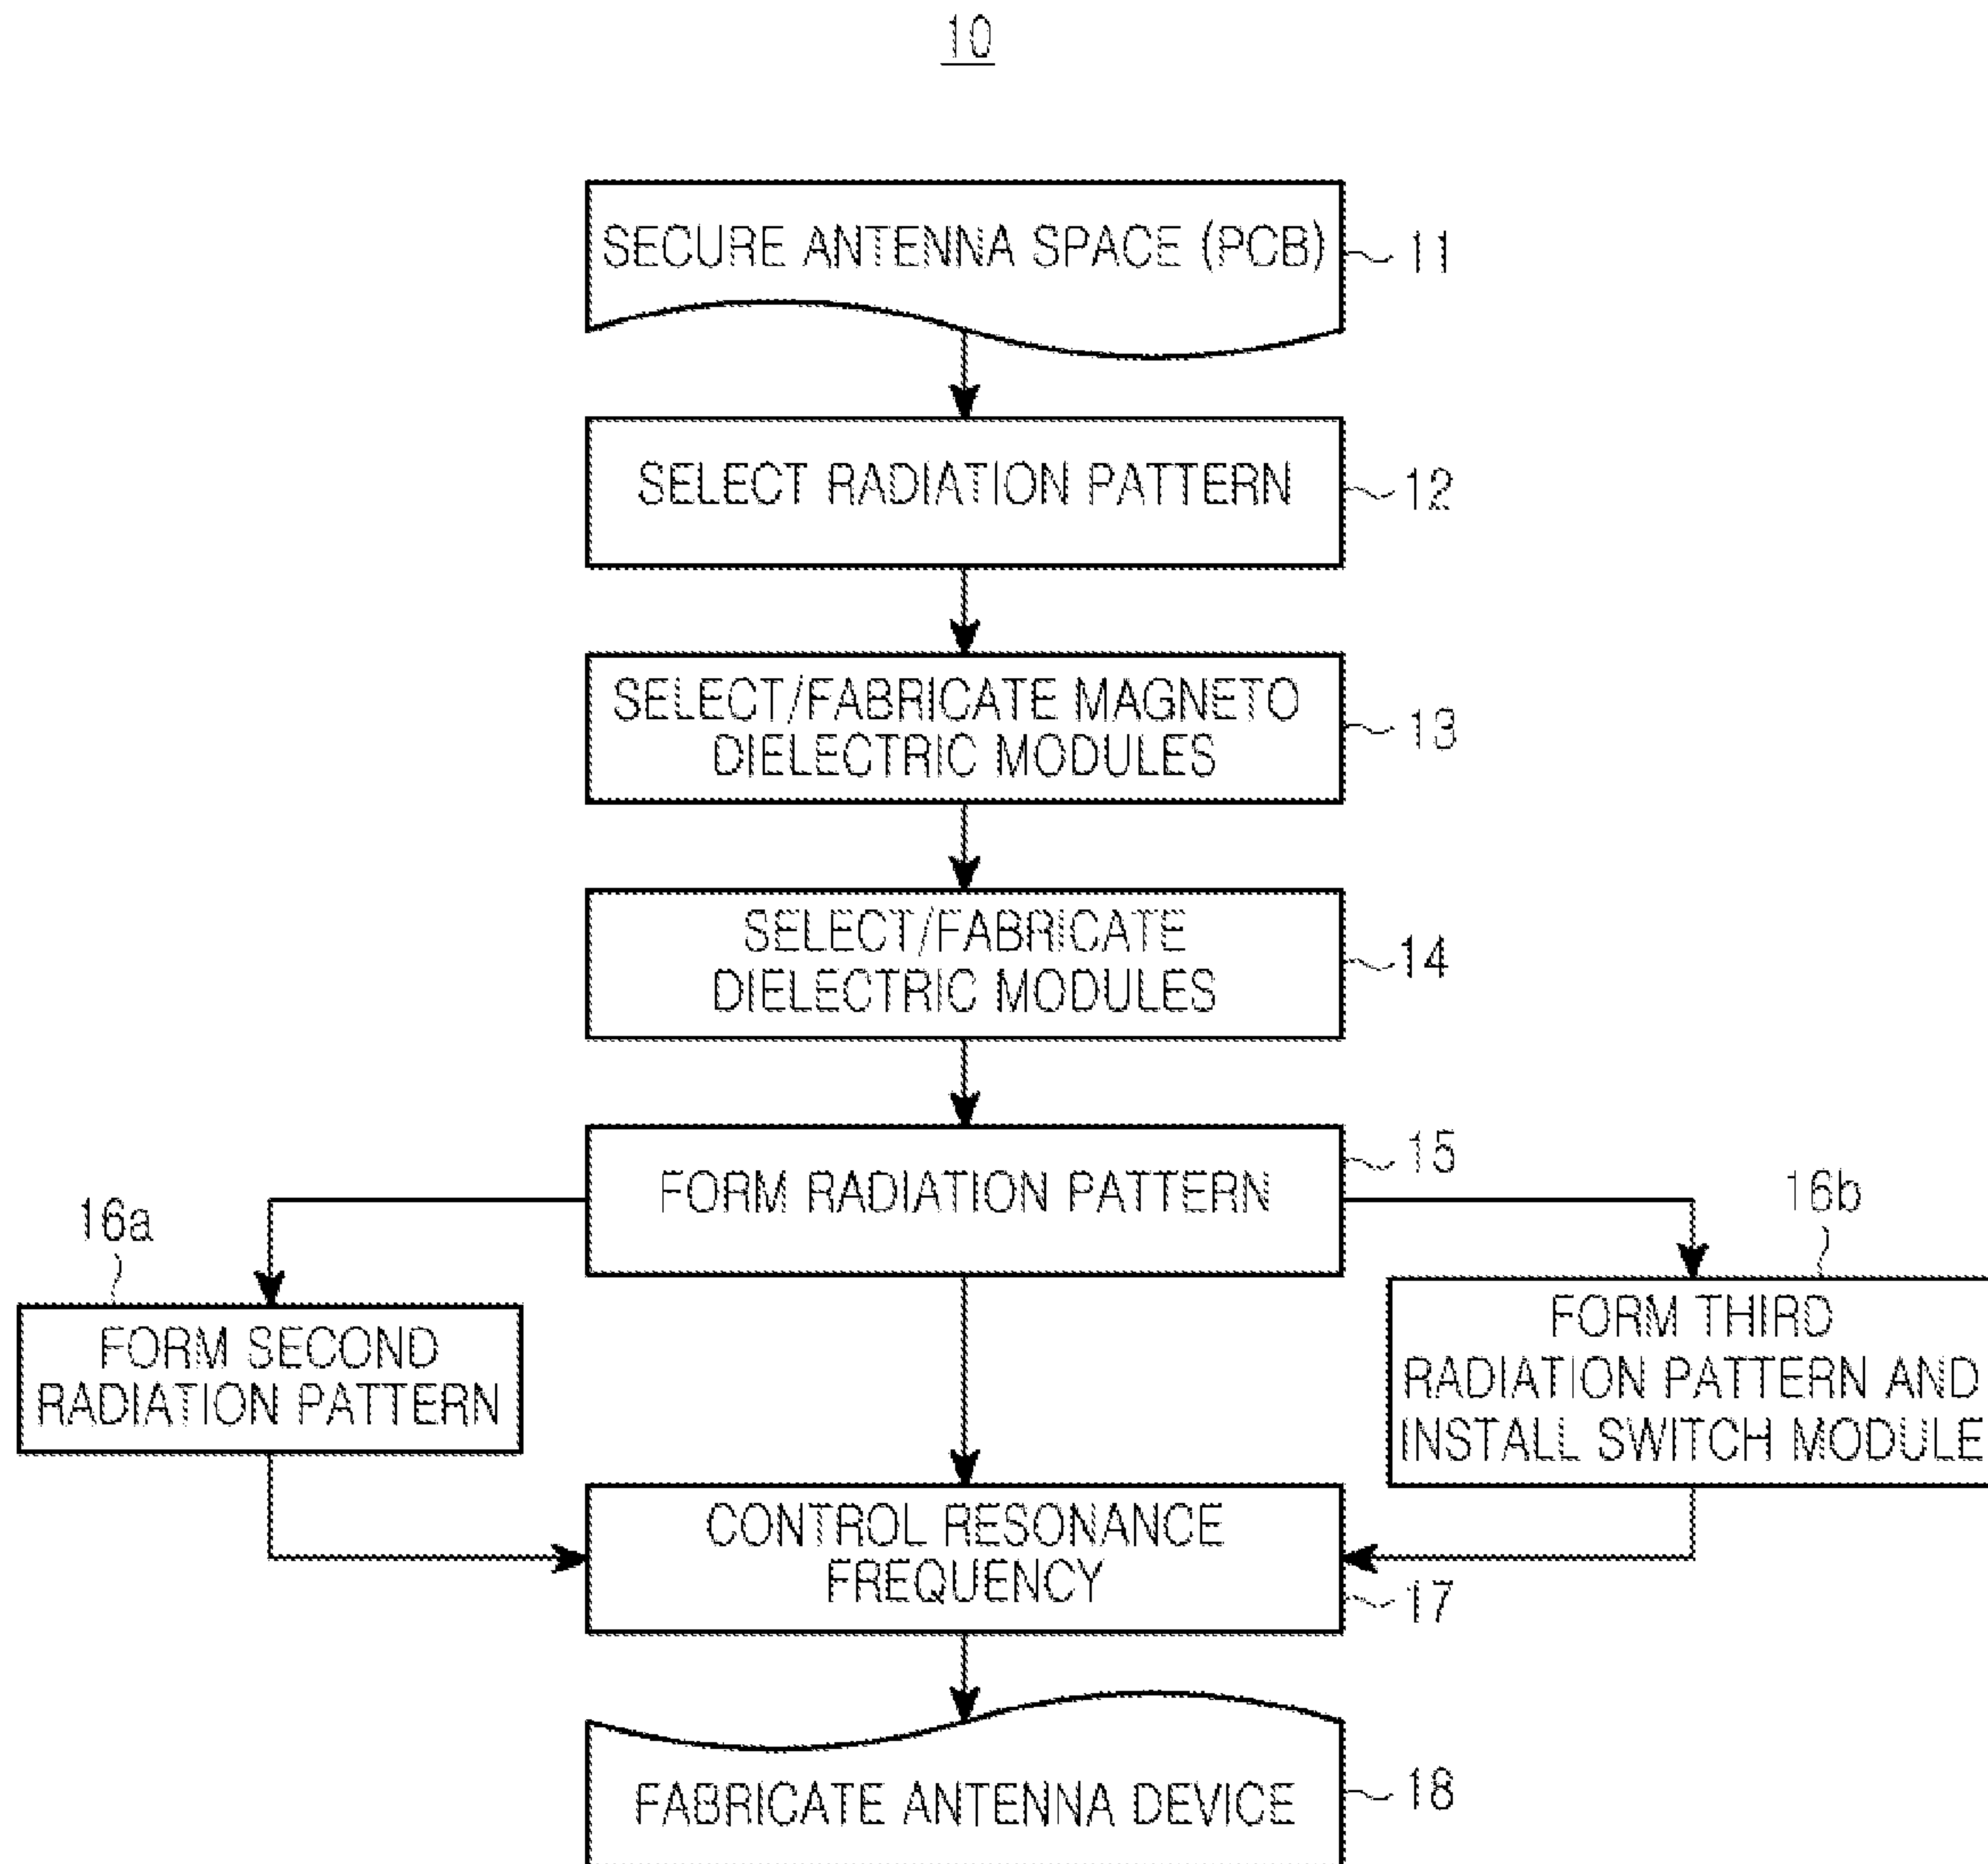 10
SECURE ANTENNA SPACE (PCB)
11
SELECT RADIATION PATTERN
12
SELECT/FABRICATE MAGNETO
DIELECTRIC MODULES
13
SELECT/FABRICATE
DIELECTRIC MODULES
14
FORM RADIATION PATTERN
15
16a
FORM SECOND
RADIATION PATTERN
16b
FORM THIRD
RADIATION PATTERN AND
INSTALL SWITCH MODULE
CONTROL RESONANCE
FREQUENCY
17
FABRICATE ANTENNA DEVICE
18